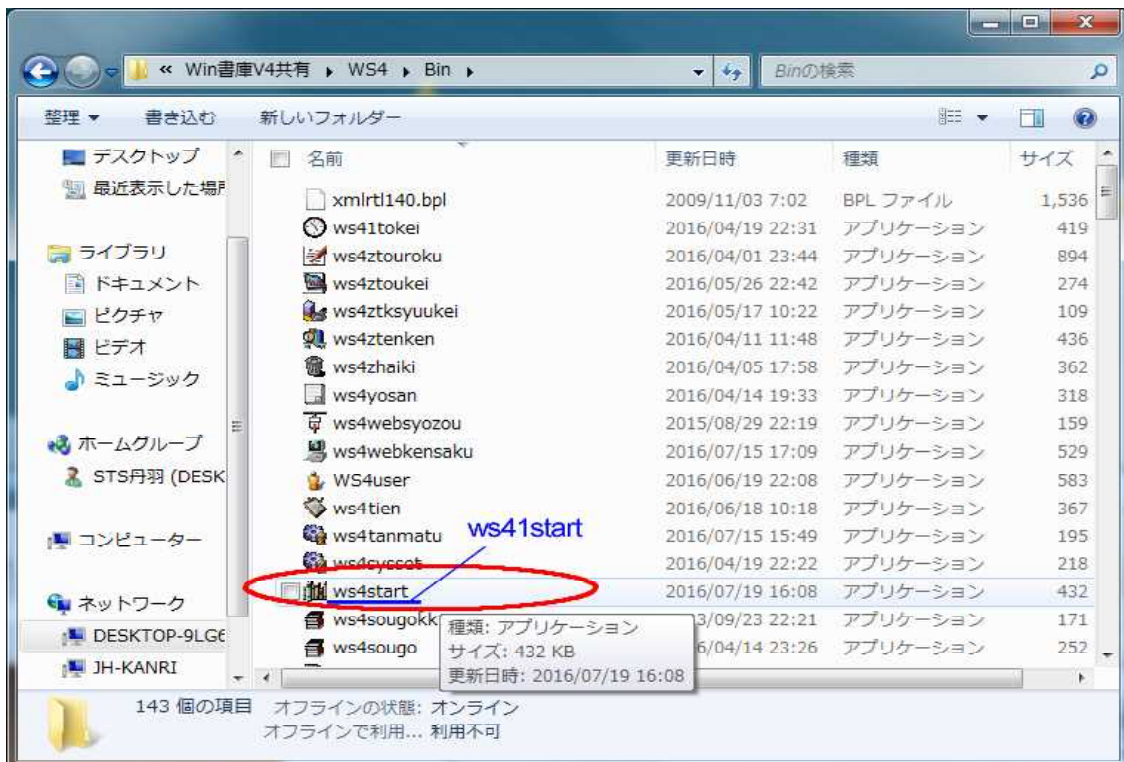 « Win書庫V4共有 ▸ WS4 ▸ Bin ▸ Binの検索
整理 ▼ 書き込む 新しいフォルダー
デスクトップ
最近表示した場所
ライブラリ
ドキュメント
ピクチャ
ビデオ
ミュージック
ホームグループ
STS丹羽 (DESK
コンピューター
ネットワーク
DESKTOP-9LG6
JH-KANRI
名前 更新日時 種類 サイズ
xmlrtl140.bpl 2009/11/03 7:02 BPL ファイル 1,536
ws41tokei 2016/04/19 22:31 アプリケーション 419
ws4ztouroku 2016/04/01 23:44 アプリケーション 894
ws4ztoukei 2016/05/26 22:42 アプリケーション 274
ws4ztksyuukei 2016/05/17 10:22 アプリケーション 109
ws4ztenken 2016/04/11 11:48 アプリケーション 436
ws4zhaiki 2016/04/05 17:58 アプリケーション 362
ws4yosan 2016/04/14 19:33 アプリケーション 318
ws4websyozou 2015/08/29 22:19 アプリケーション 159
ws4webkensaku 2016/07/15 17:09 アプリケーション 529
WS4user 2016/06/19 22:08 アプリケーション 583
ws4tien 2016/06/18 10:18 アプリケーション 367
ws4tanmatu 2016/07/15 15:49 アプリケーション 195
ws41start
ws4sysset 2016/04/19 22:22 アプリケーション 218
ws4start 2016/07/19 16:08 アプリケーション 432
ws4sougokk 3/09/23 22:21 アプリケーション 171
ws4sougo 6/04/14 23:26 アプリケーション 252
種類: アプリケーション
サイズ: 432 KB
更新日時: 2016/07/19 16:08
143 個の項目 オフラインの状態: オンライン
オフラインで利用... 利用不可